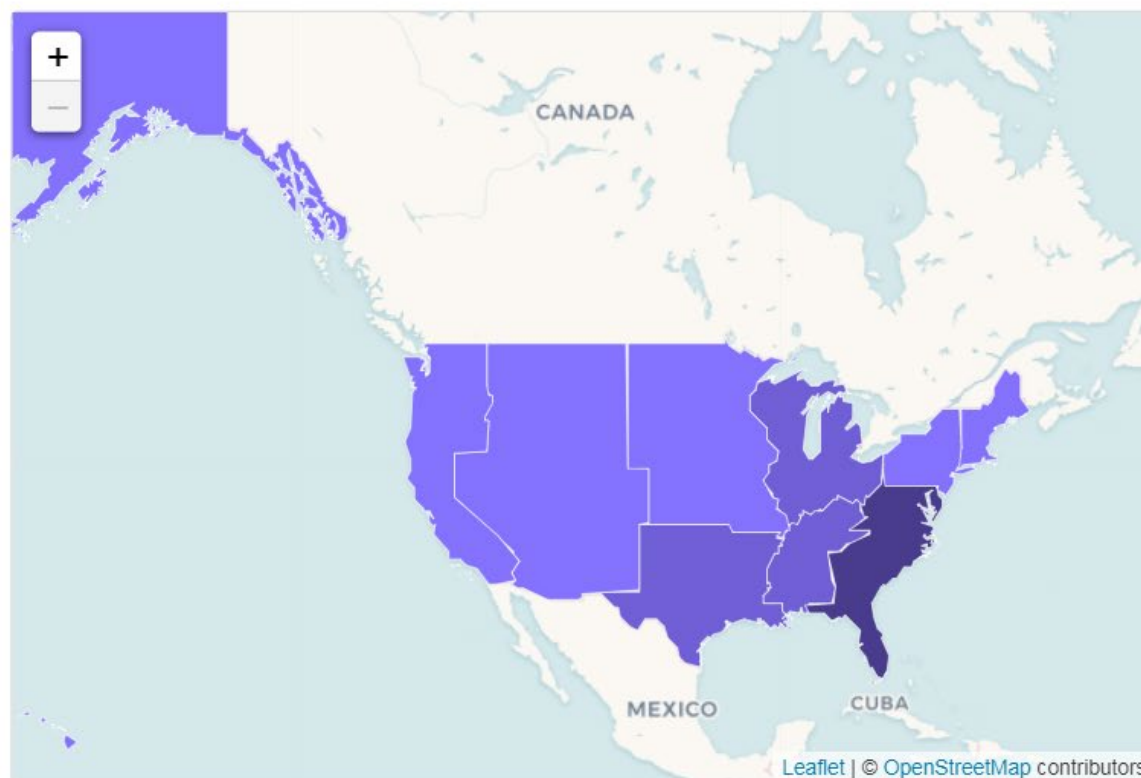 +
−
CANADA
MEXICO
CUBA
Leaflet | © OpenStreetMap contributors